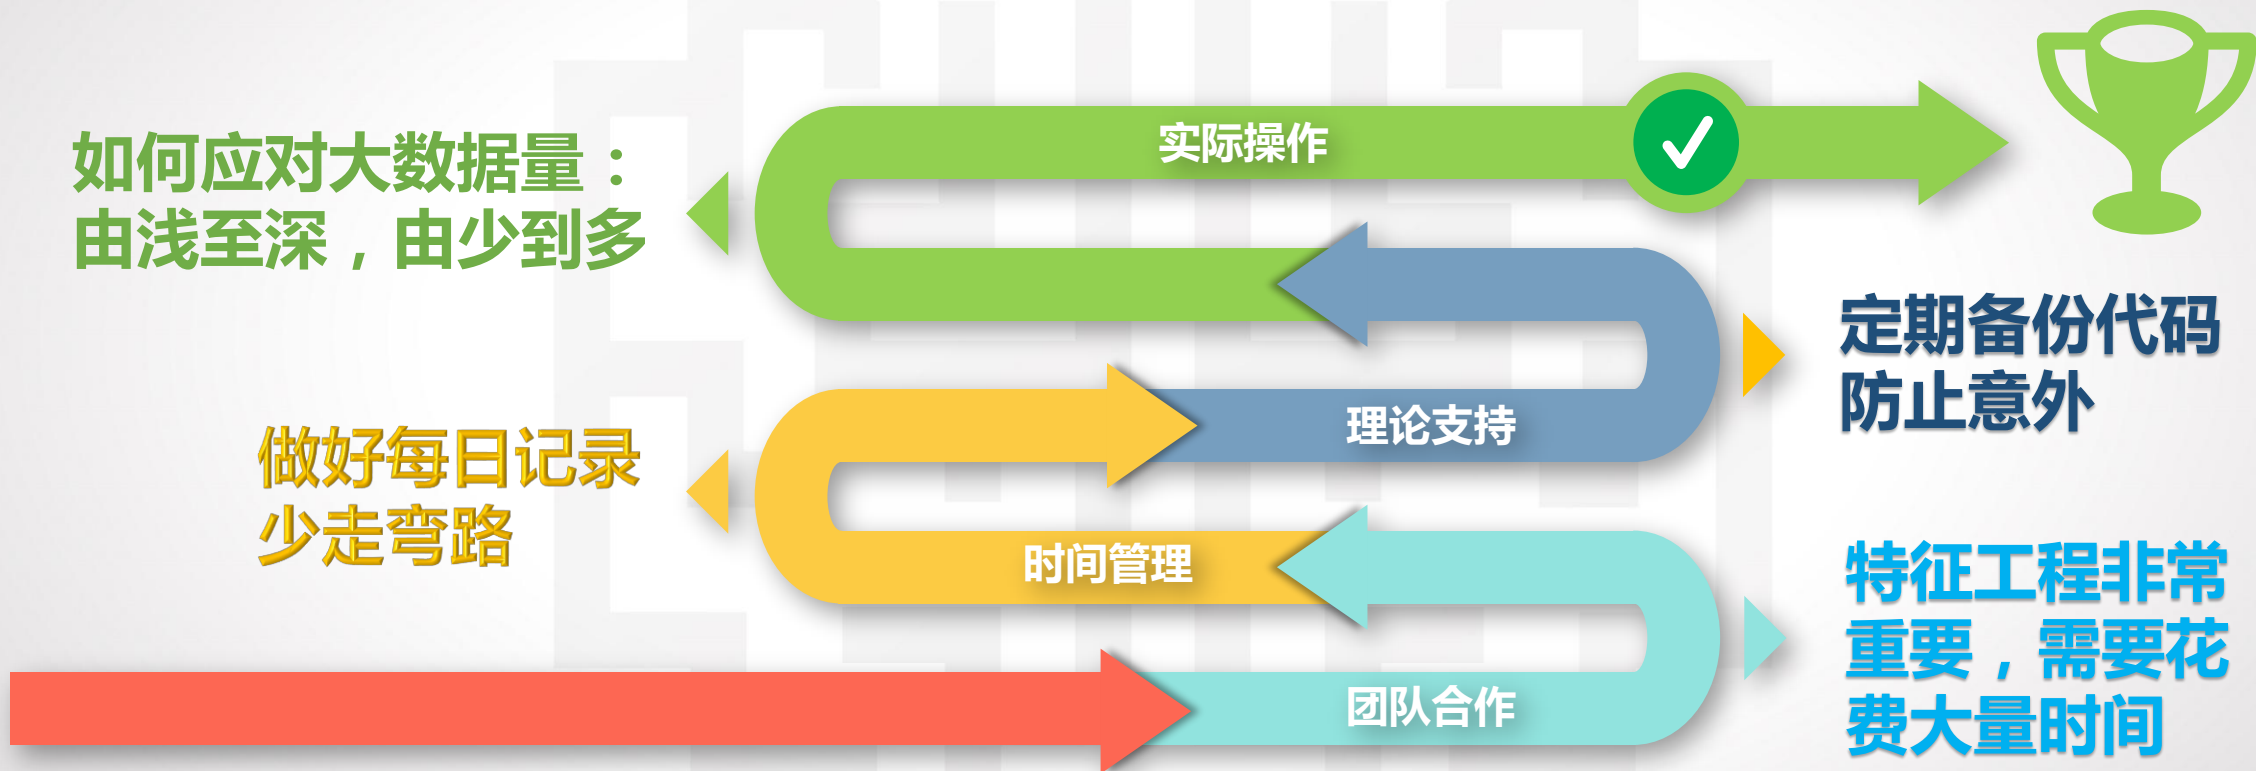 实际操作
如何应对大数据量：
由浅至深，由少到多
定期备份代码
防止意外
理论支持
做好每日记录
少走弯路
时间管理
特征工程非常
重要，需要花
费大量时间
团队合作